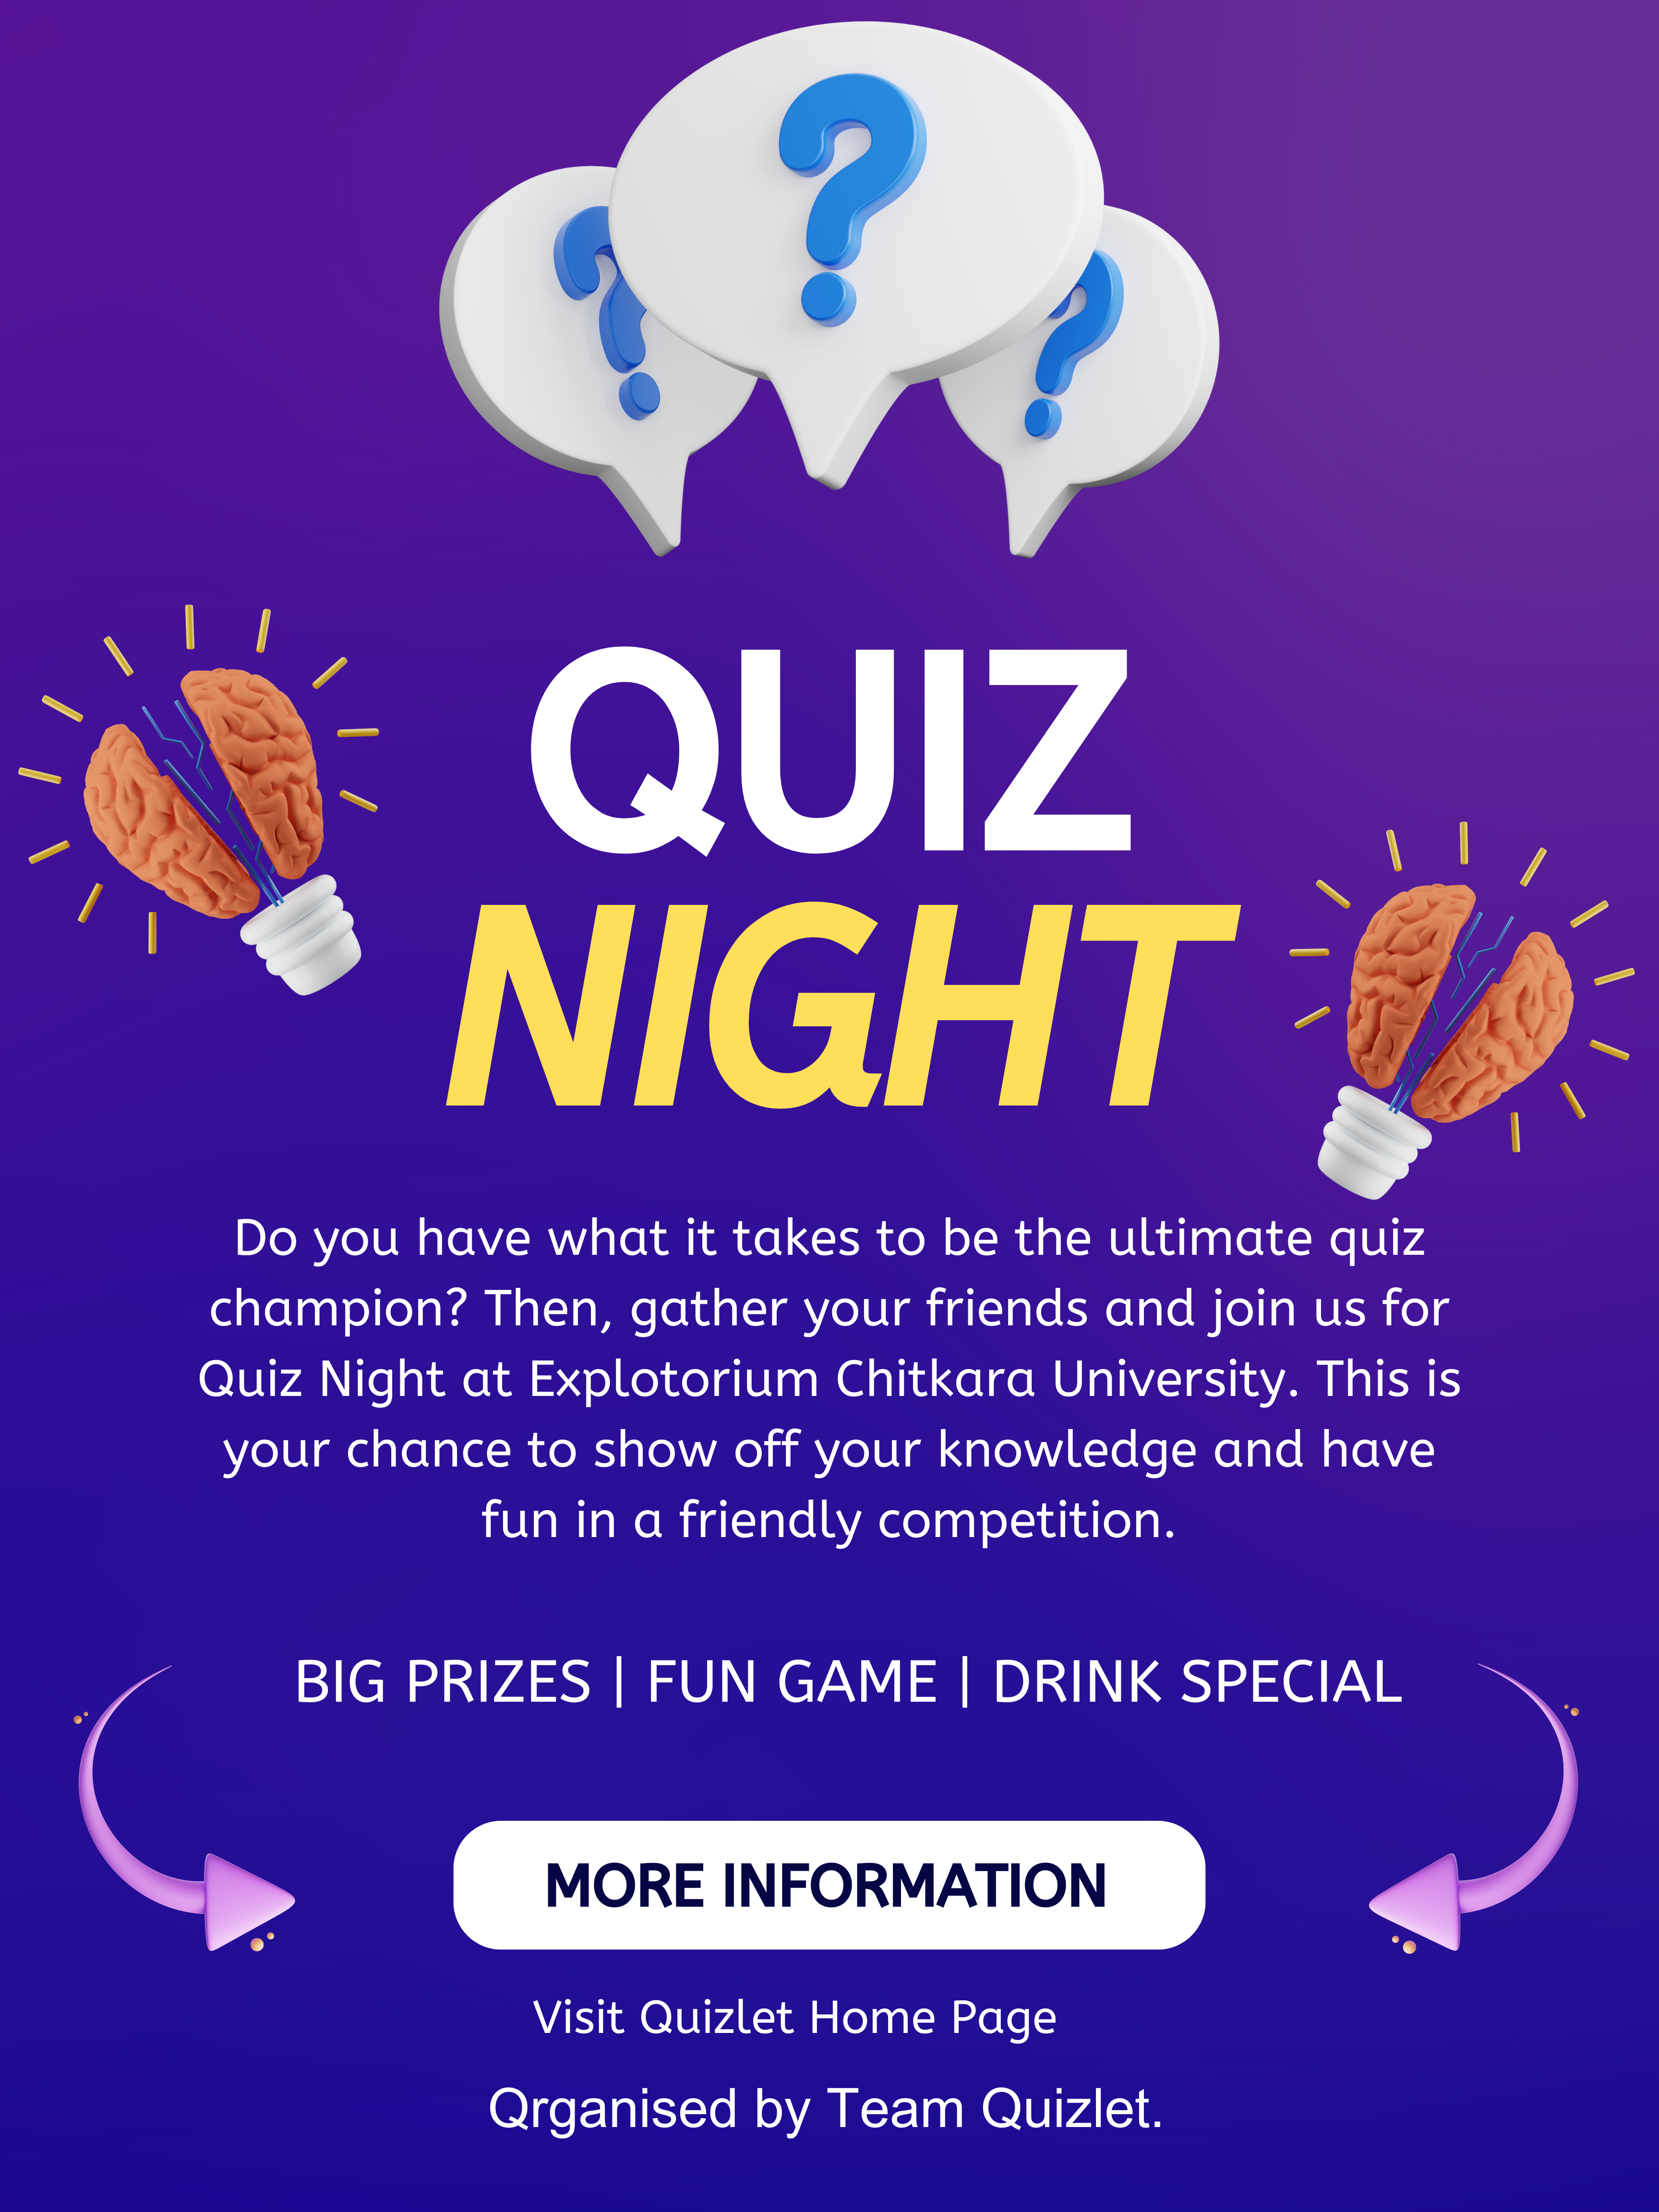 QUIZ
NIGHT
Do you have what it takes to be the ultimate quiz
champion? Then, gather your friends and join us for
Quiz Night at Explotorium Chitkara University. This is
your chance to show off your knowledge and have
fun in a friendly competition.
BIG PRIZES | FUN GAME | DRINK SPECIAL
MORE INFORMATION
Visit Quizlet Home Page
Qrganised by Team Quizlet.